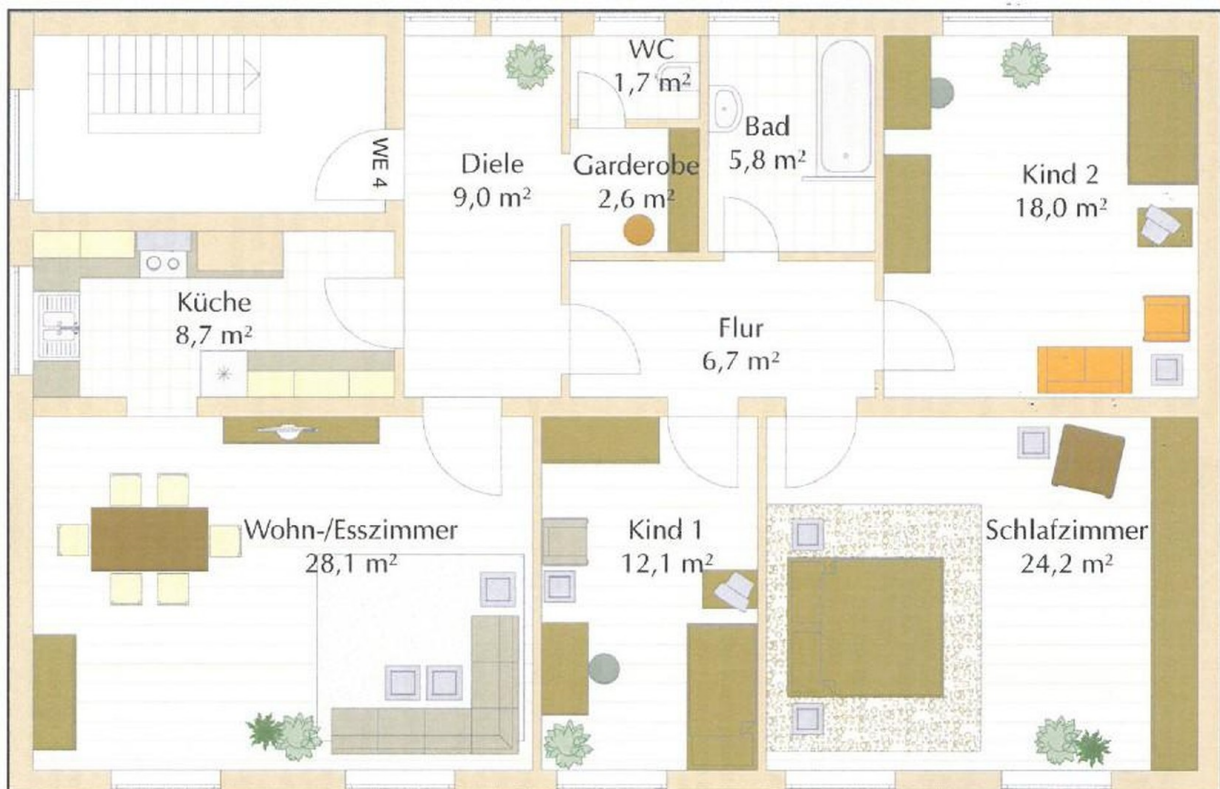 WC
1,7 m²
WE 4
Diele
9,0 m²
Garderobe
2,6 m²
Bad
5,8 m²
Kind 2
18,0 m²
Küche
8,7 m²
Flur
6,7 m²
Wohn-/Esszimmer
28,1 m²
Kind 1
12,1 m²
Schlafzimmer
24,2 m²